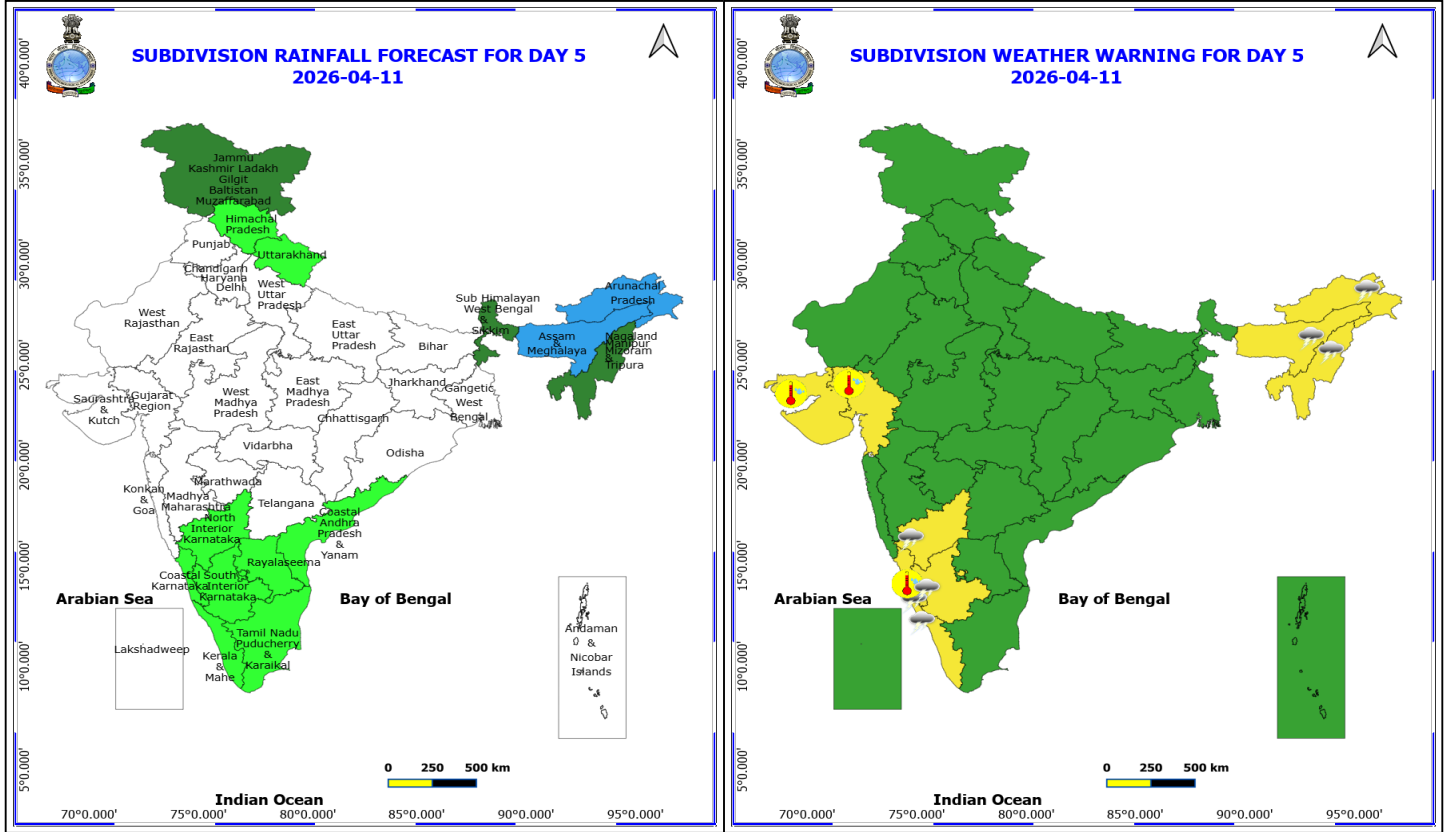 SUBDIVISION RAINFALL FORECAST FOR DAY 5
2026-04-11
40°0.000'
35°0.000'
30°0.000'
25°0.000'
20°0.000'
15°0.000'
10°0.000'
5°0.000'
Jammu
Kashmir Ladakh
Gilgit
Baltistan
Muzaffarabad
Himachal
Pradesh
Punjab
Uttarakhand
Chandigarh
Haryana
Delhi
West
Uttar
Pradesh
West
Rajasthan
East
Rajasthan
East
Uttar
Pradesh
Bihar
Sub Himalayan
West Bengal
&
Sikkim
Arunachal
Pradesh
Assam
&
Meghalaya
Nagaland
Manipur
Mizoram
&
Tripura
Saurashtra
&
Kutch
Gujarat
Region
West
Madhya
Pradesh
East
Madhya
Pradesh
Jharkhand
Gangetic
West
Bengal
Chhattisgarh
Vidarbha
Odisha
Konkan
&
Goa
Madhya
Maharashtra
Marathwada
Telangana
North
Interior
Karnataka
Coastal
Andhra
Pradesh
&
Yanam
Rayalaseema
Coastal
Karnataka
South
Interior
Karnataka
Arabian Sea
Bay of Bengal
Lakshadweep
Kerala
&
Mahe
Tamil Nadu
Puducherry
&
Karaikal
Andaman
&
Nicobar
Islands
0 250 500 km
Indian Ocean
70°0.000' 75°0.000' 80°0.000' 85°0.000' 90°0.000' 95°0.000'
SUBDIVISION WEATHER WARNING FOR DAY 5
2026-04-11
40°0.000'
35°0.000'
30°0.000'
25°0.000'
20°0.000'
15°0.000'
10°0.000'
5°0.000'
Arabian Sea
Bay of Bengal
0 250 500 km
Indian Ocean
70°0.000' 75°0.000' 80°0.000' 85°0.000' 90°0.000' 95°0.000'